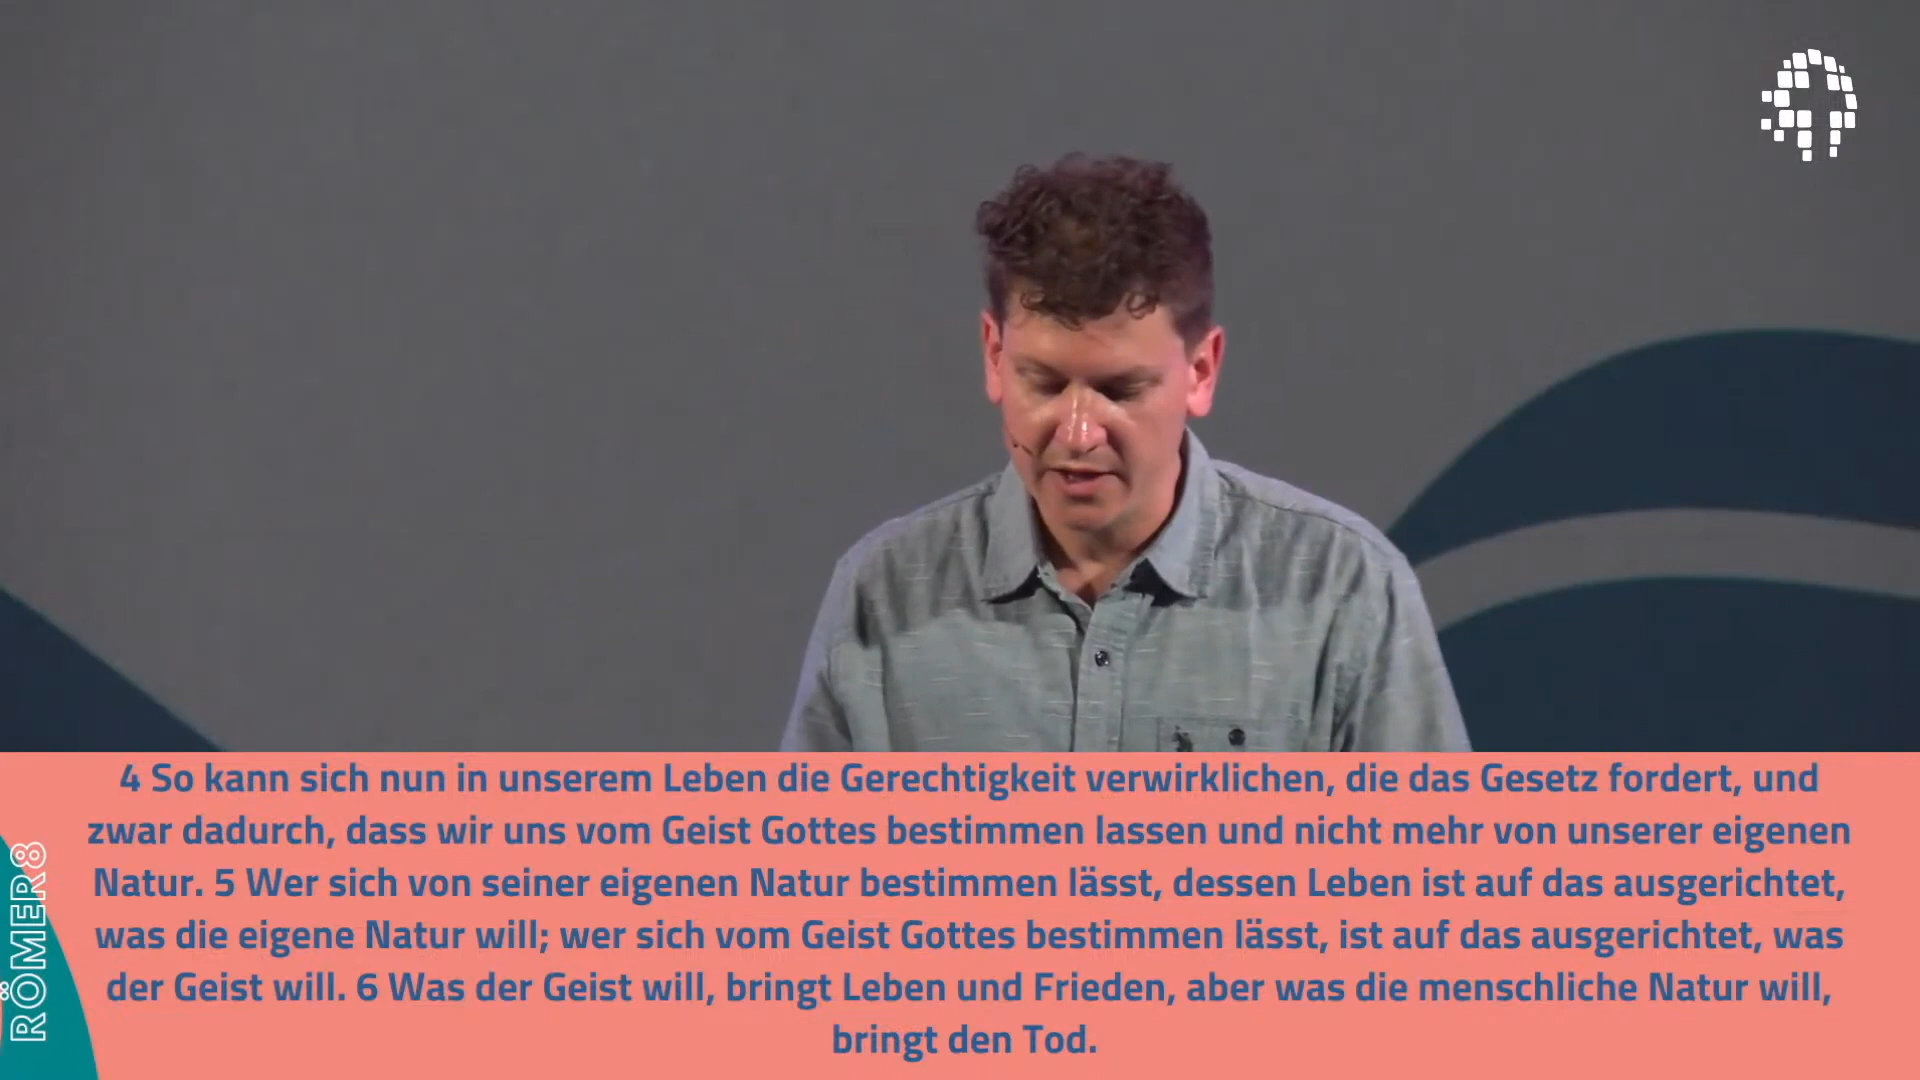 4 So kann sich nun in unserem Leben die Gerechtigkeit verwirklichen, die das Gesetz fordert, und
zwar dadurch, dass wir uns vom Geist Gottes bestimmen lassen und nicht mehr von unserer eigenen
Natur. 5 Wer sich von seiner eigenen Natur bestimmen lässt, dessen Leben ist auf das ausgerichtet,
was die eigene Natur will; wer sich vom Geist Gottes bestimmen lässt, ist auf das ausgerichtet, was
der Geist will. 6 Was der Geist will, bringt Leben und Frieden, aber was die menschliche Natur will,
bringt den Tod.
RÖMER8